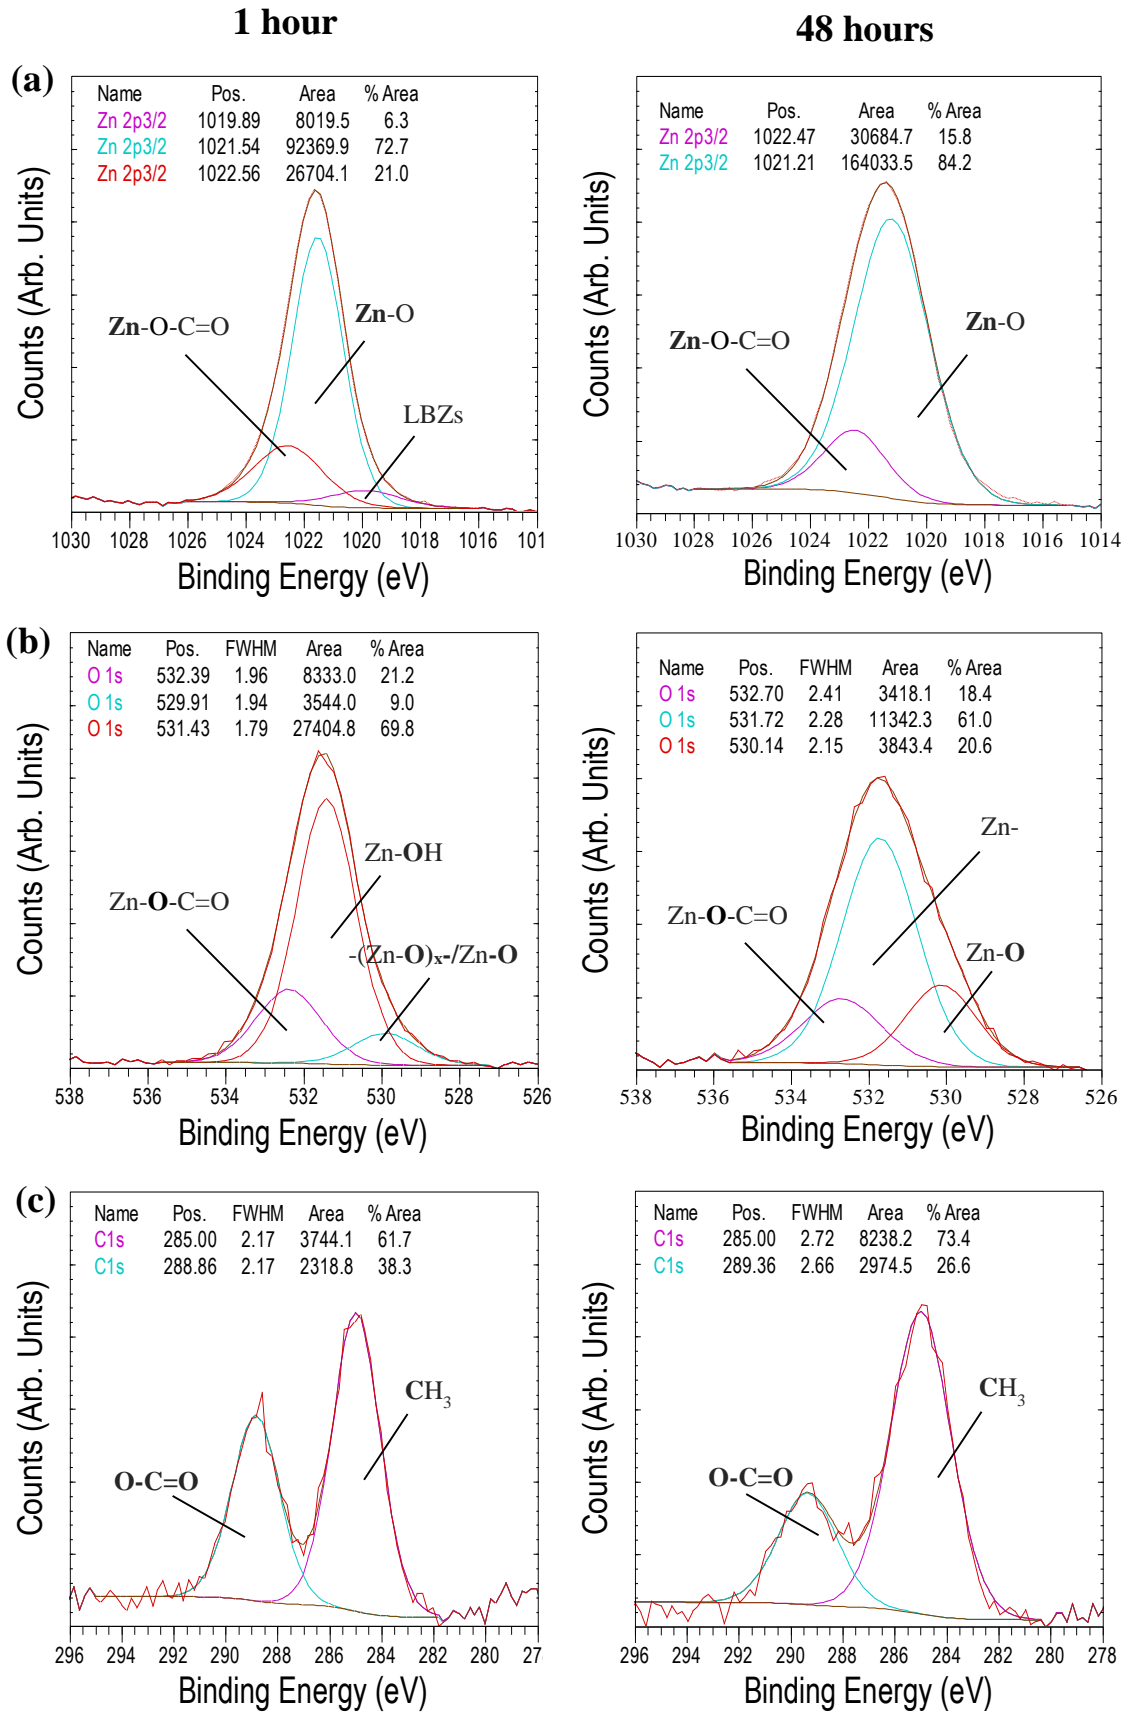 1 hour
48 hours
(a)
Name Pos. Area % Area
Zn 2p3/2 1019.89 8019.5 6.3
Zn 2p3/2 1021.54 92369.9 72.7
Zn 2p3/2 1022.56 26704.1 21.0
Zn-O-C=O
Zn-O
LBZs
Counts (Arb. Units)
1030 1028 1026 1024 1022 1020 1018 1016 101
Binding Energy (eV)
Name Pos. Area % Area
Zn 2p3/2 1022.47 30684.7 15.8
Zn 2p3/2 1021.21 164033.5 84.2
Zn-O-C=O
Zn-O
Counts (Arb. Units)
1030 1028 1026 1024 1022 1020 1018 1016 1014
Binding Energy (eV)
(b)
Name Pos. FWHM Area % Area
O 1s 532.39 1.96 8333.0 21.2
O 1s 529.91 1.94 3544.0 9.0
O 1s 531.43 1.79 27404.8 69.8
Zn-OH
Zn-O-C=O
-(Zn-O)x-/Zn-O
Counts (Arb. Units)
538 536 534 532 530 528 526
Binding Energy (eV)
Name Pos. FWHM Area % Area
O 1s 532.70 2.41 3418.1 18.4
O 1s 531.72 2.28 11342.3 61.0
O 1s 530.14 2.15 3843.4 20.6
Zn-
Zn-O-C=O
Zn-O
Counts (Arb. Units)
538 536 534 532 530 528 526
Binding Energy (eV)
(c)
Name Pos. FWHM Area % Area
C1s 285.00 2.17 3744.1 61.7
C1s 288.86 2.17 2318.8 38.3
CH3
O-C=O
Counts (Arb. Units)
296 294 292 290 288 286 284 282 280 27
Binding Energy (eV)
Name Pos. FWHM Area % Area
C1s 285.00 2.72 8238.2 73.4
C1s 289.36 2.66 2974.5 26.6
CH3
O-C=O
Counts (Arb. Units)
296 294 292 290 288 286 284 282 280 278
Binding Energy (eV)